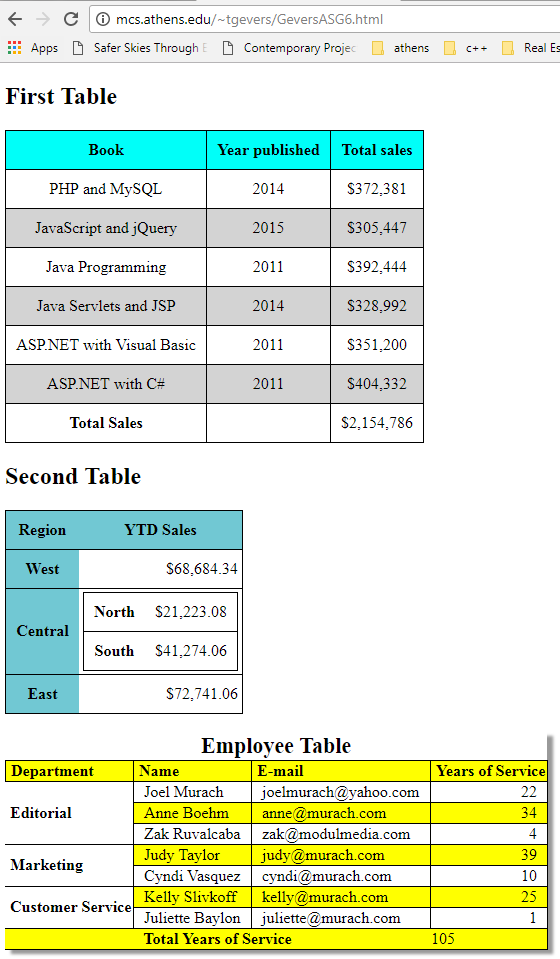 mcs.athens.edu/~tgevers/GeversASG6.html
Apps Safer Skies Through Contemporary Projec athens c++ Real Es
First Table
Book Year published Total sales
PHP and MySQL 2014 $372,381
JavaScript and jQuery 2015 $305,447
Java Programming 2011 $392,444
Java Servlets and JSP 2014 $328,992
ASP.NET with Visual Basic 2011 $351,200
ASP.NET with C# 2011 $404,332
Total Sales $2,154,786
Second Table
Region YTD Sales
West $68,684.34
Central
North $21,223.08
South $41,274.06
East $72,741.06
Employee Table
Department Name E-mail Years of Service
Editorial
Joel Murach joelmurach@yahoo.com 22
Anne Boehm anne@murach.com 34
Zak Ruvalcaba zak@modulmedia.com 4
Marketing
Judy Taylor judy@murach.com 39
Cyndi Vasquez cyndi@murach.com 10
Customer Service
Kelly Slivkoff kelly@murach.com 25
Juliette Baylon juliette@murach.com 1
Total Years of Service 105